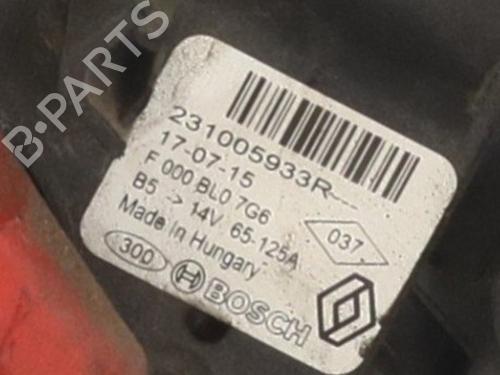 B-PARTS
231005933R---
17-07-15
F 000 BL0 7G6
B5 -> 14V 65.125A
Made in Hungary
037
300
BOSCH